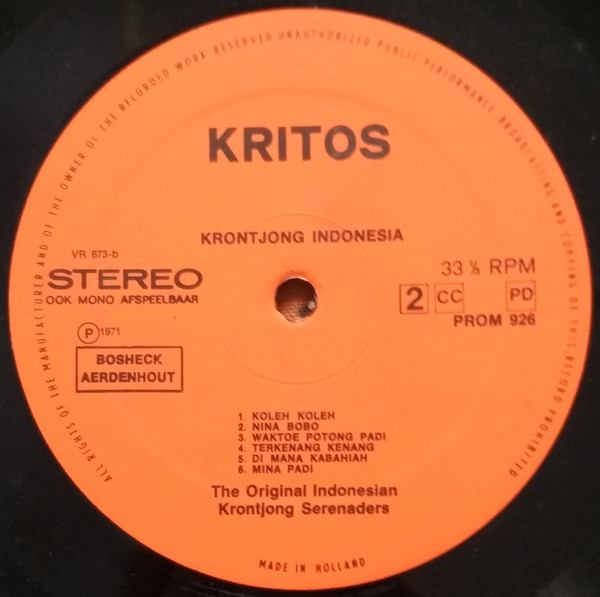 ALL RIGHTS OF THE MANUFACTURER AND OF THE OWNER OF THE RECORDED WORK RESERVED UNAUTHORIZED PUBLIC PERFORMANCE BROADCASTING AND COPYING OF THIS RECORD PROHIBITED
KRITOS
KRONTJONG INDONESIA
VR 673-b
STEREO
OOK MONO AFSPEELBAAR
33 ⅓ RPM
2 CC PD
PROM 926
Ⓟ 1971
BOSHECK
AERDENHOUT
1. KOLEH KOLEH
2. NINA BOBO
3. WAKTOE POTONG PADI
4. TERKENANG KENANG
5. DI MANA KABAHIAH
6. MINA PADI
The Original Indonesian
Krontjong Serenaders
MADE IN HOLLAND